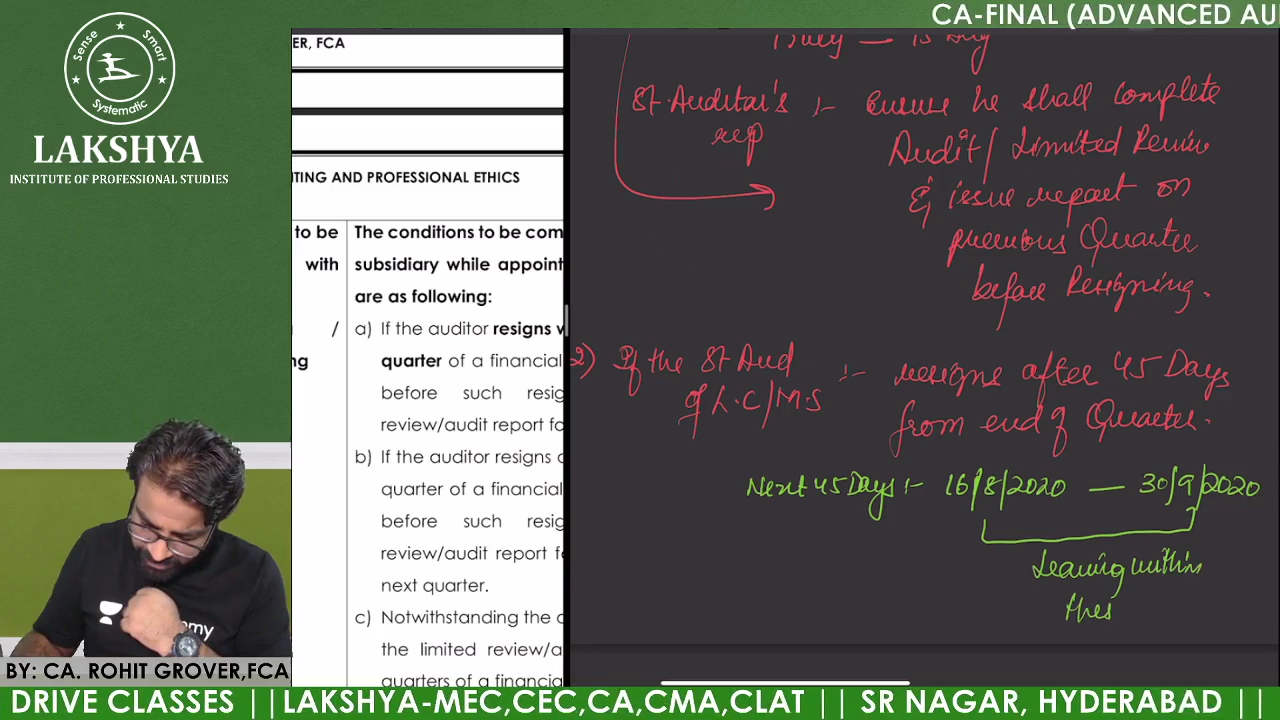 CA-FINAL (ADVANCED AU
Sense
Smart
Systematic
LAKSHYA
INSTITUTE OF PROFESSIONAL STUDIES
ER, FCA
ITING AND PROFESSIONAL ETHICS
to be
with
/
ng
The conditions to be com
subsidiary while appoint
are as following:
a) If the auditor resigns w
quarter of a financial
before such resig
review/audit report fo
b) If the auditor resigns a
quarter of a financial
before such resig
review/audit report fo
next quarter.
c) Notwithstanding the a
the limited review/a
quarters of a financial
— 15 Aug
St. Auditor's :- Ensure he shall complete
rep Audit / Limited Review
& issue report on
previous Quarter
before Resigning.
2) If the St Aud :- resigns after 45 Days
of L.C/M.S from end of Quarter.
Next 45 Days :- 16/8/2020 — 30/9/2020
Leaving within
BY: CA. ROHIT GROVER,FCA
DRIVE CLASSES ||LAKSHYA-MEC,CEC,CA,CMA,CLAT || SR NAGAR, HYDERABAD ||